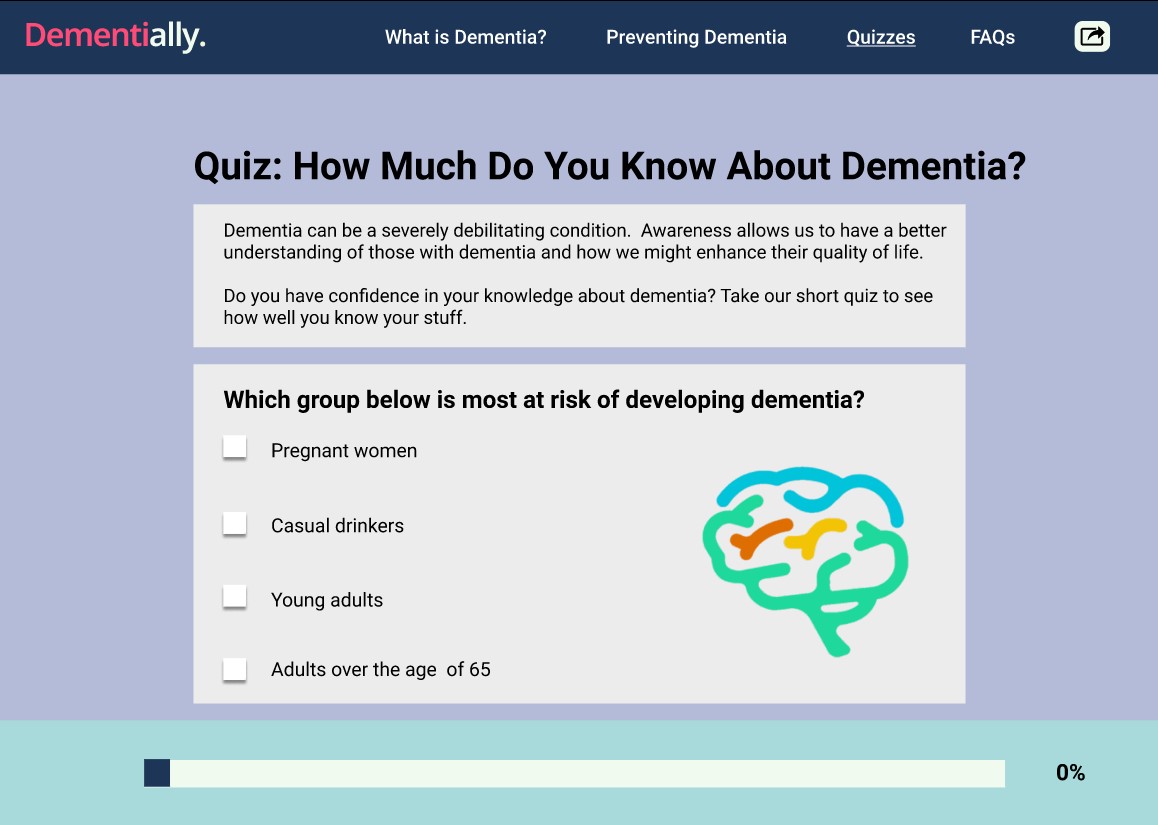 Dementially.
What is Dementia?
Preventing Dementia
Quizzes
FAQs
Quiz: How Much Do You Know About Dementia?
Dementia can be a severely debilitating condition.  Awareness allows us to have a better
understanding of those with dementia and how we might enhance their quality of life.
Do you have confidence in your knowledge about dementia? Take our short quiz to see
how well you know your stuff.
Which group below is most at risk of developing dementia?
Pregnant women
Casual drinkers
Young adults
Adults over the age  of 65
0%